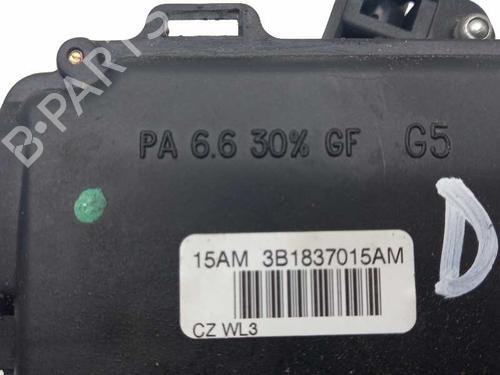 B-PARTS
PA 6.6 30% GF G5
D
15AM 3B1837015AM
CZ WL3